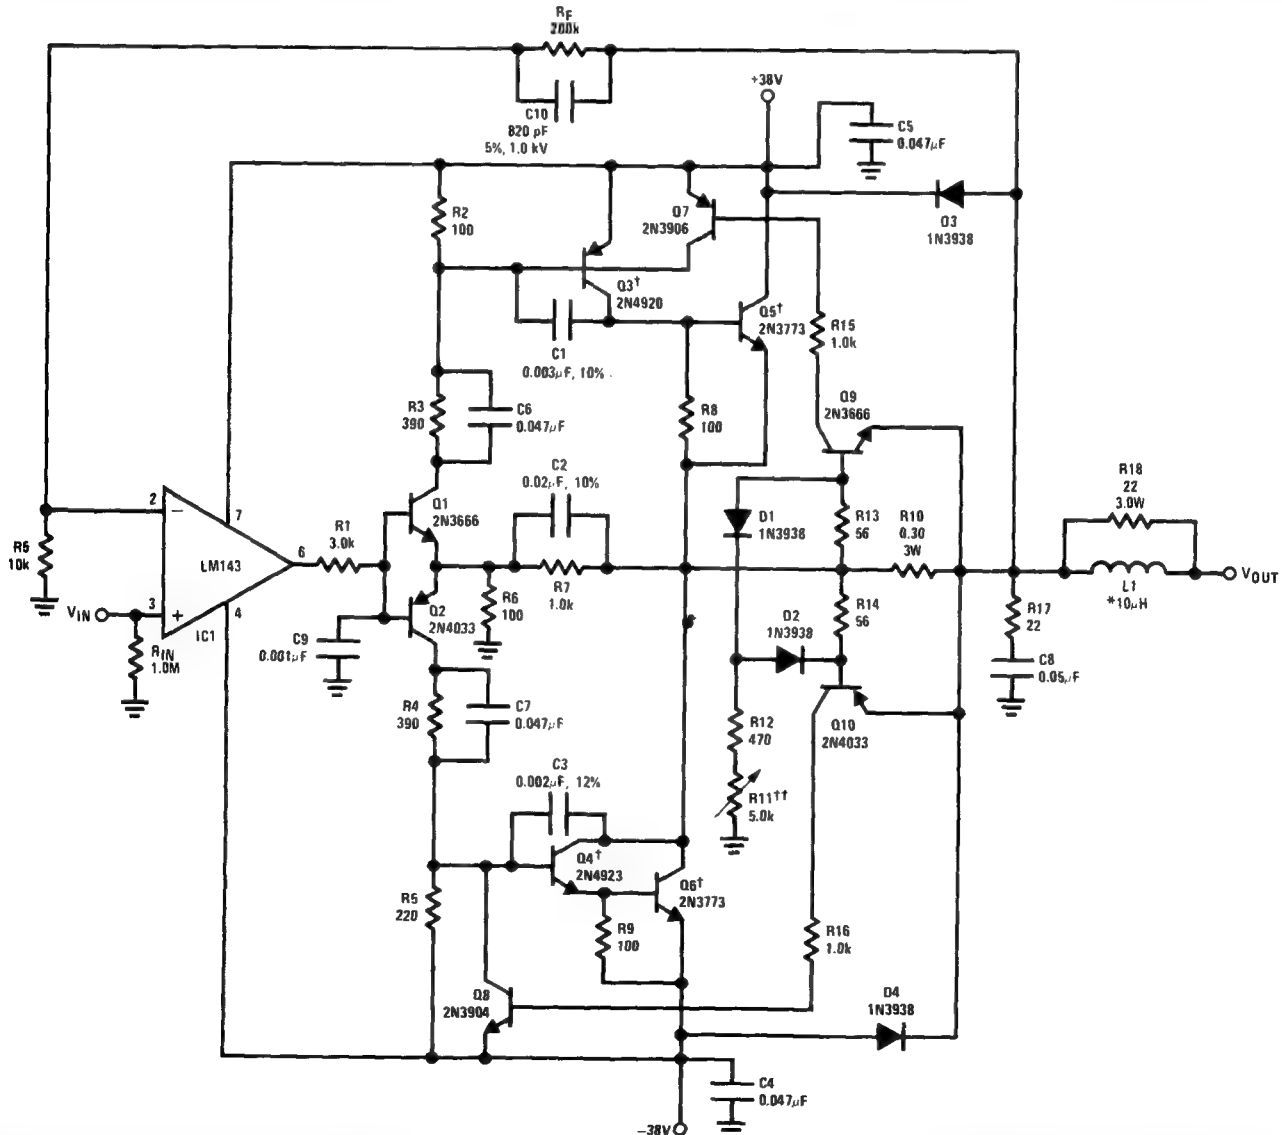 RF
200k
C10
820 pF
5%, 1.0 kV
+38V
C5
0.047µF
R2
100
Q7
2N3906
D3
1N3938
Q3†
2N4920
Q5†
2N3773
R15
1.0k
C1
0.003µF, 10%
Q9
2N3666
R3
390
C6
0.047µF
R8
100
C2
0.02µF, 10%
R18
22
3.0W
2
−
7
Q1
2N3666
D1
1N3938
R13
56
R10
0.30
3W
R5
10k
LM143
6
R1
3.0k
R7
1.0k
L1
*10µH
VOUT
VIN
3
+
4
IC1
Q2
2N4033
R6
100
R14
56
R17
22
RIN
1.0M
C9
0.001µF
D2
1N3938
C8
0.05µF
R4
390
C7
0.047µF
R12
470
Q10
2N4033
C3
0.002µF, 12%
R11††
5.0k
Q4†
2N4923
Q6†
2N3773
R5
220
R9
100
R16
1.0k
Q8
2N3904
D4
1N3938
C4
0.047µF
−38V